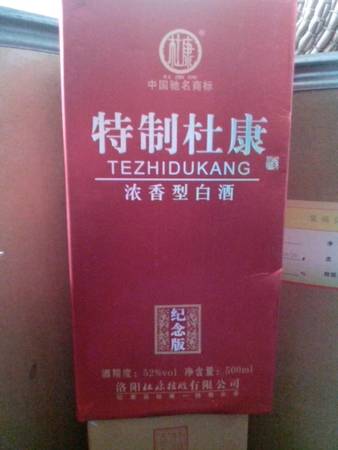 杜康
中国驰名商标
特制杜康
TEZHIDUKANG
浓香型白酒
纪念版
酒精度：52%vol 净含量：500ml
洛阳杜康控股有限公司